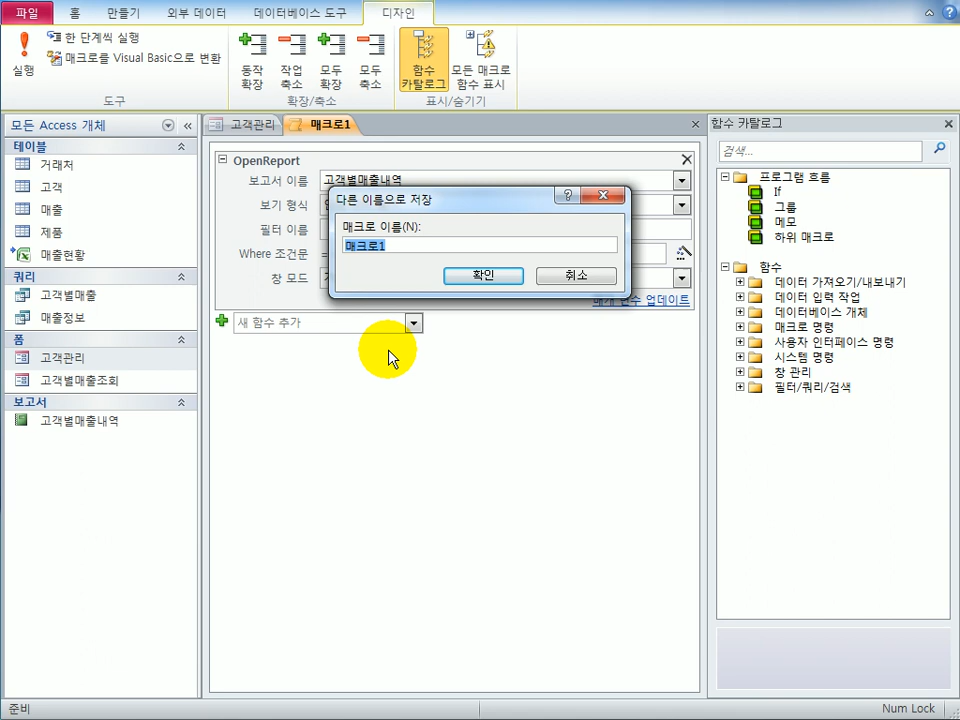 파일 홈 만들기 외부 데이터 데이터베이스 도구 디자인
실행
한 단계씩 실행
매크로를 Visual Basic으로 변환
도구
동작 확장
작업 축소
모두 확장
모두 축소
확장/축소
함수 카탈로그
모든 매크로 함수 표시
표시/숨기기
모든 Access 개체
테이블
거래처
고객
매출
제품
매출현황
쿼리
고객별매출
매출정보
폼
고객관리
고객별매출조회
보고서
고객별매출내역
고객관리 매크로1
OpenReport
보고서 이름 고객별매출내역
보기 형식
필터 이름
Where 조건문 =
창 모드
매개 변수 업데이트
새 함수 추가
다른 이름으로 저장
매크로 이름(N):
매크로1
확인 취소
함수 카탈로그
검색...
프로그램 흐름
If
그룹
메모
하위 매크로
함수
데이터 가져오기/내보내기
데이터 입력 작업
데이터베이스 개체
매크로 명령
사용자 인터페이스 명령
시스템 명령
창 관리
필터/쿼리/검색
준비 Num Lock